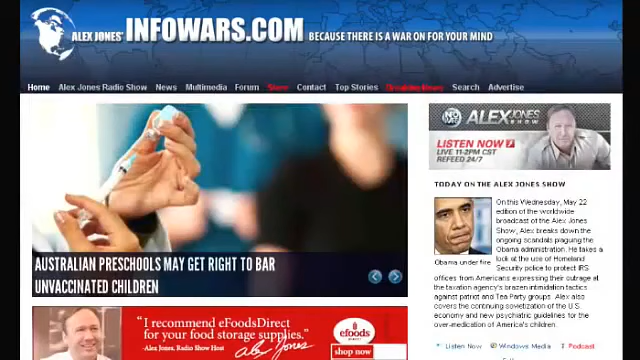 ALEX JONES' INFOWARS.COM BECAUSE THERE IS A WAR ON FOR YOUR MIND
Home Alex Jones Radio Show News Multimedia Forum Store Contact Top Stories Breaking News Search Advertise
ALEX JONES
SHOW
LISTEN NOW
LIVE 11-2PM CST
REFEED 24/7
AUSTRALIAN PRESCHOOLS MAY GET RIGHT TO BAR
UNVACCINATED CHILDREN
TODAY ON THE ALEX JONES SHOW
On this Wednesday, May 22
edition of the worldwide
broadcast of the Alex Jones
Show, Alex breaks down the
ongoing scandals plaguing the
Obama administration. He takes
a look at the use of Homeland
Security police to protect IRS
Obama under fire
offices from Americans expressing their outrage at
the taxation agency's brazen intimidation tactics
against patriot and Tea Party groups. Alex also
covers the continuing sovietization of the U.S.
economy and new psychiatric guidelines for the
over-medication of America's children.
Listen Now Windows Media Podcast
"I recommend eFoodsDirect
for your food storage supplies."
-Alex Jones, Radio Show Host
Alex Jones
efoods
shop now